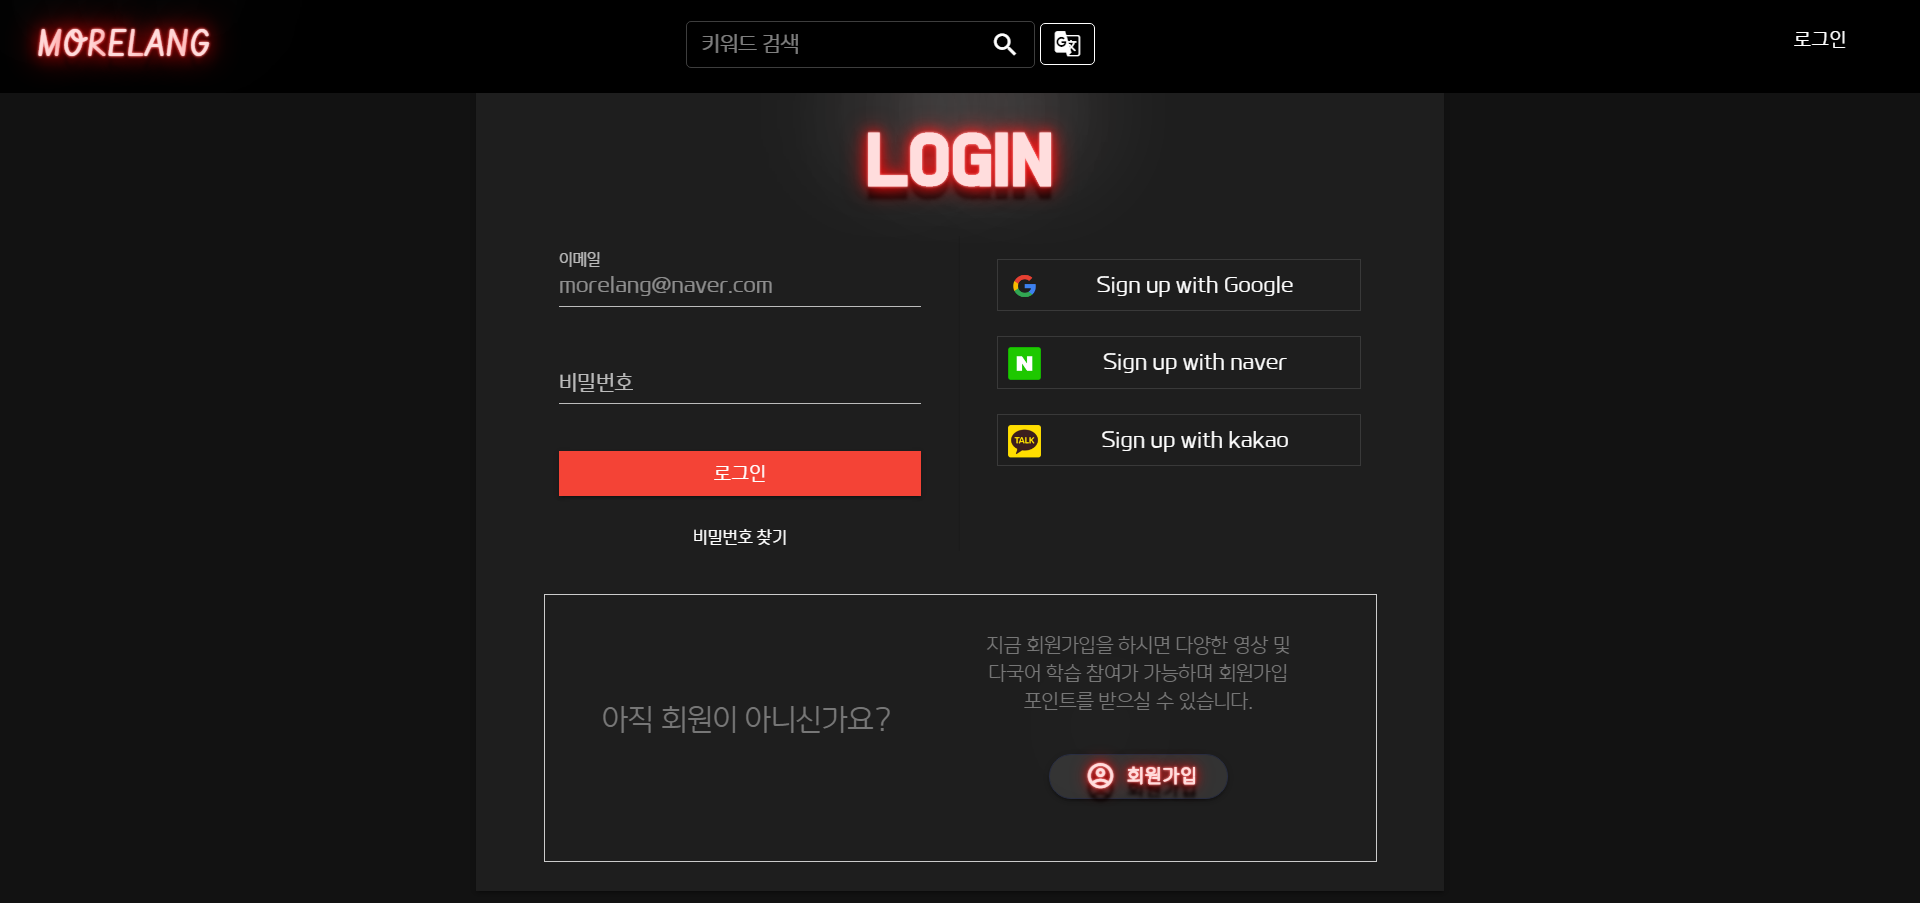 MORELANG
키워드 검색
로그인
LOGIN
이메일
morelang@naver.com
비밀번호
로그인
비밀번호 찾기
Sign up with Google
N
Sign up with naver
TALK
Sign up with kakao
아직 회원이 아니신가요?
지금 회원가입을 하시면 다양한 영상 및
다국어 학습 참여가 가능하며 회원가입
포인트를 받으실 수 있습니다.
회원가입